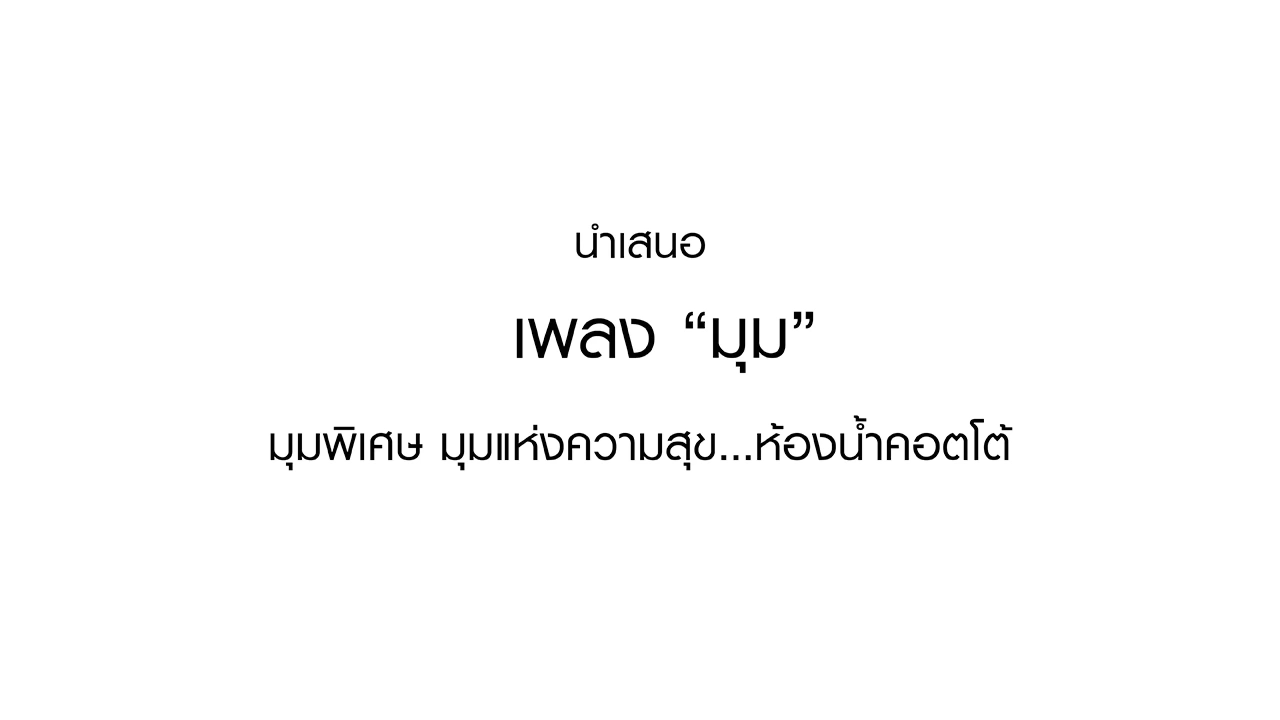 นำเสนอ
เพลง “มุม”
มุมพิเศษ มุมแห่งความสุข...ห้องน้ำคอตโต้